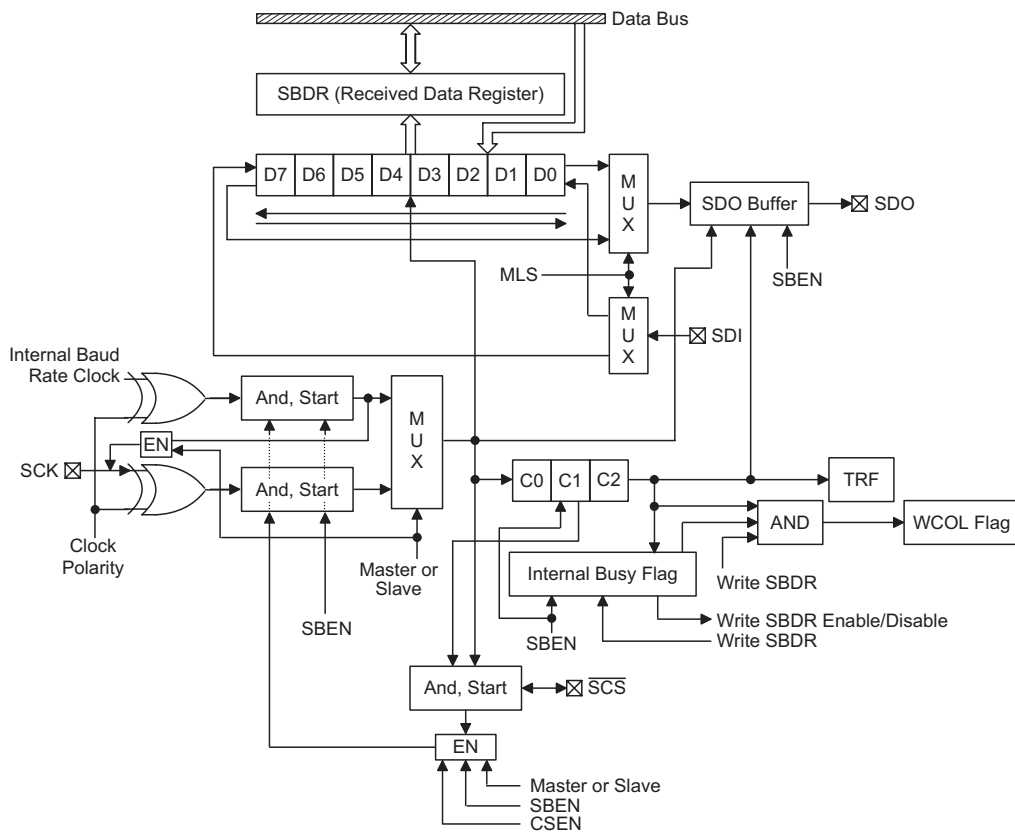 Data Bus
SBDR (Received Data Register)
D7 D6 D5 D4 D3 D2 D1 D0
MUX
SDO Buffer
SDO
MLS
SBEN
MUX
SDI
Internal Baud
Rate Clock
And, Start
MUX
EN
SCK
And, Start
C0 C1 C2
TRF
AND
WCOL Flag
Clock
Polarity
Master or
Slave
Internal Busy Flag
Write SBDR
SBEN
SBEN
Write SBDR Enable/Disable
Write SBDR
And, Start
SCS
EN
Master or Slave
SBEN
CSEN